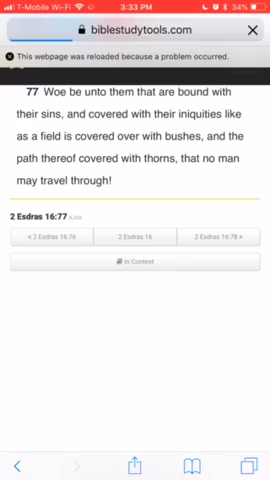 T-Mobile Wi-Fi 3:33 PM 34%
biblestudytools.com
This webpage was reloaded because a problem occurred.
77 Woe be unto them that are bound with
their sins, and covered with their iniquities like
as a field is covered over with bushes, and the
path thereof covered with thorns, that no man
may travel through!
2 Esdras 16:77
« 2 Esdras 16:76 2 Esdras 16 2 Esdras 16:78 »
In Context